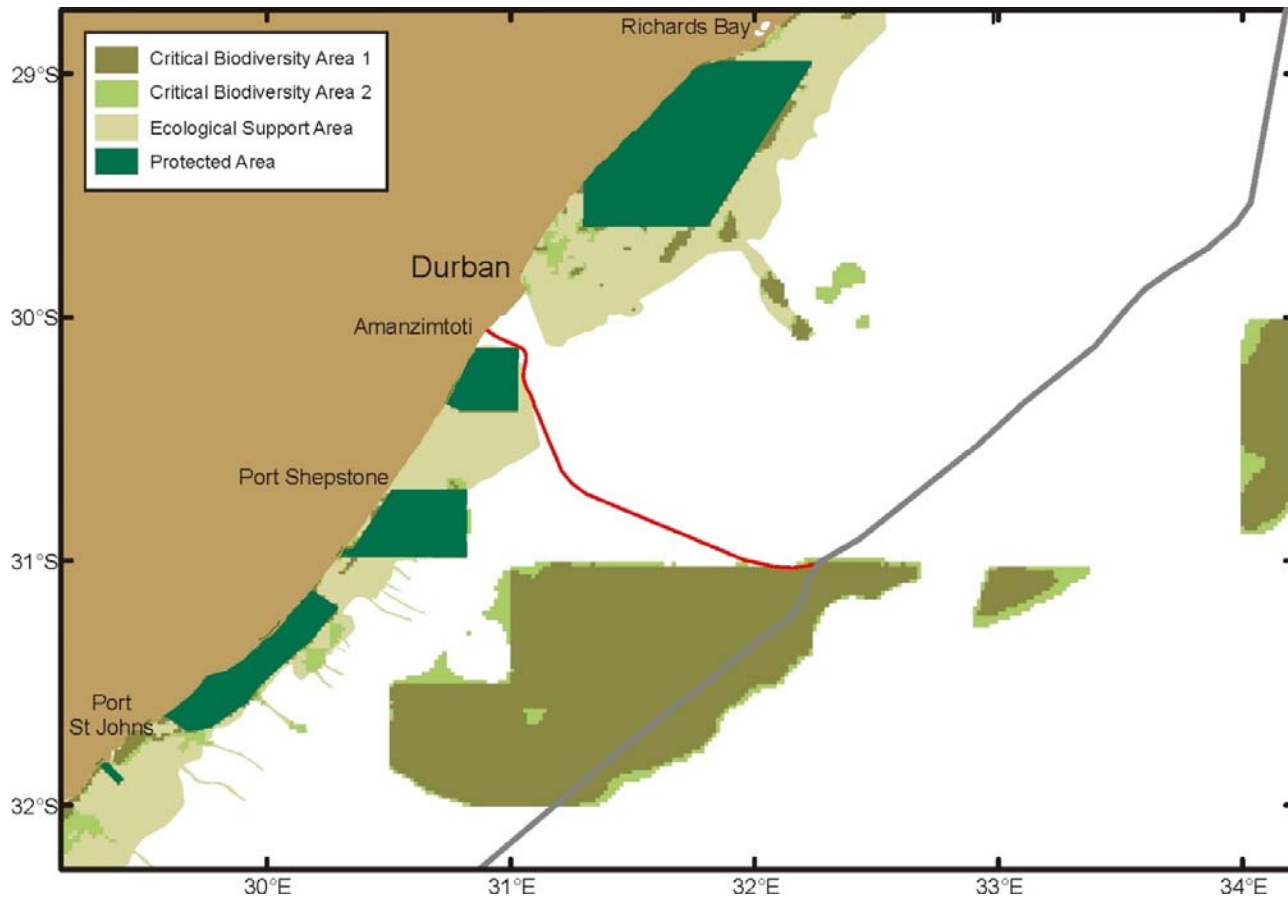 Richards Bay
Critical Biodiversity Area 1
Critical Biodiversity Area 2
Ecological Support Area
Protected Area
29°S
Durban
30°S
Amanzimtoti
Port Shepstone
31°S
Port
St Johns
32°S
30°E
31°E
32°E
33°E
34°E